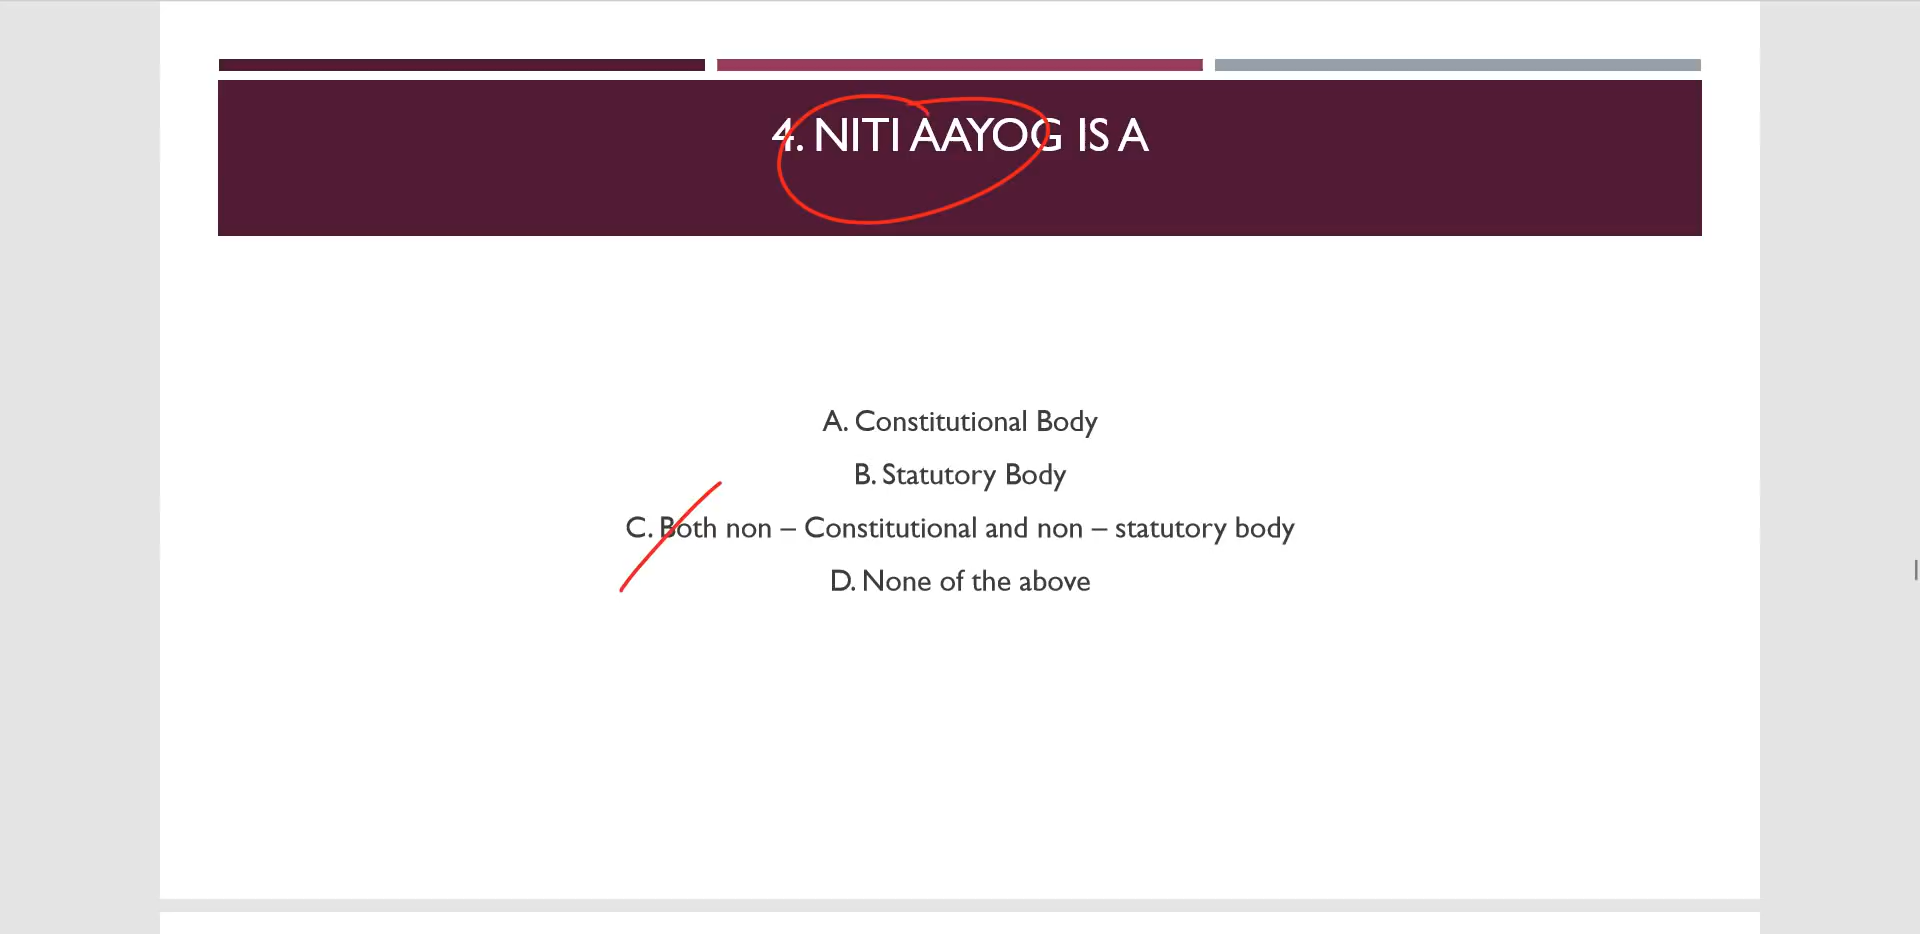 4. NITI AAYOG IS A
A. Constitutional Body
B. Statutory Body
C. Both non – Constitutional and non – statutory body
D. None of the above